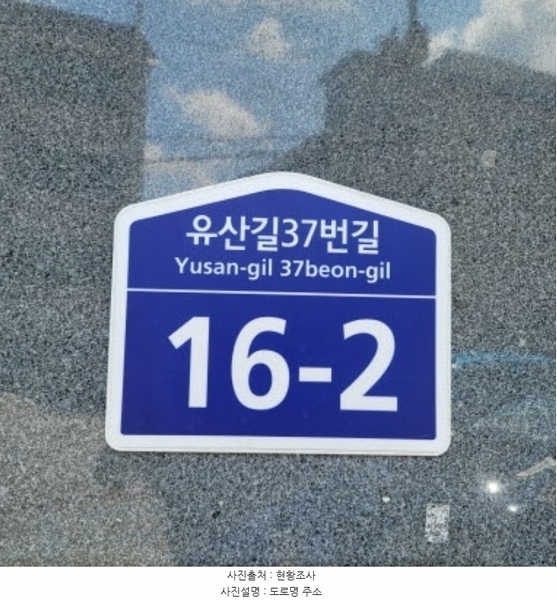 유산길37번길
Yusan-gil 37beon-gil
16-2
사진출처 : 현황조사
사진설명 : 도로명 주소